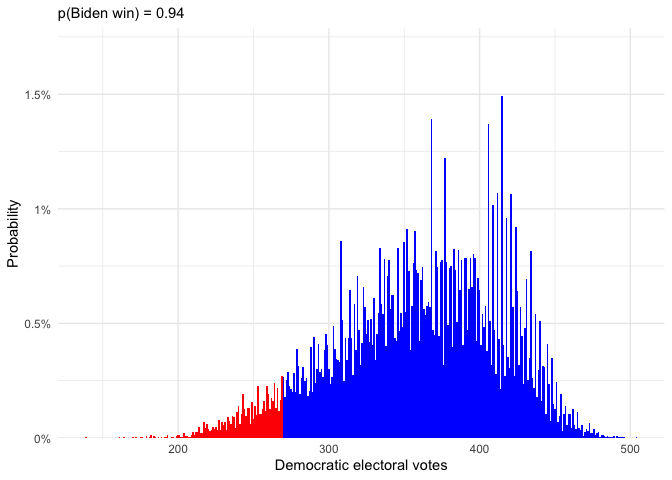 p(Biden win) = 0.94
Probability
1.5%
1%
0.5%
0%
200
300
400
500
Democratic electoral votes